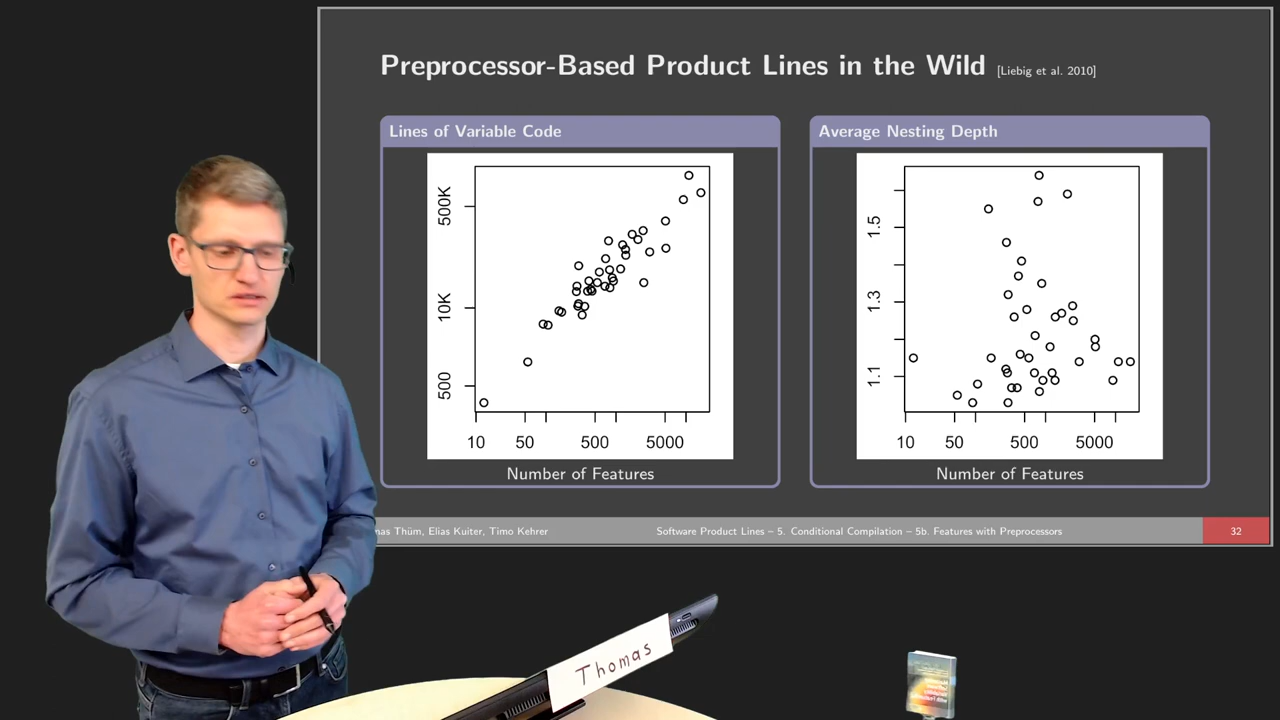 Preprocessor-Based Product Lines in the Wild [Liebig et al. 2010]
Lines of Variable Code
500K
10K
500
10 50 500 5000
Number of Features
Average Nesting Depth
1.5
1.3
1.1
10 50 500 5000
Number of Features
Thüm, Elias Kuiter, Timo Kehrer
Software Product Lines – 5. Conditional Compilation – 5b. Features with Preprocessors
32
Thomas